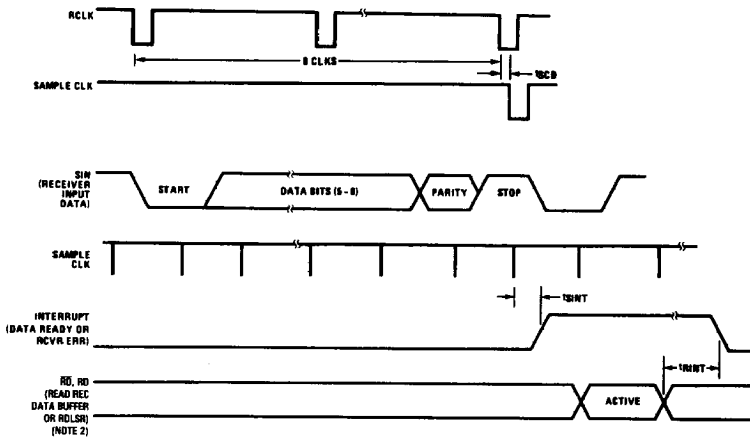 RCLK
8 CLKS
tSCD
SAMPLE CLK
SIN
(RECEIVER
INPUT
DATA)
START
DATA BITS (5 - 8)
PARITY
STOP
SAMPLE
CLK
tSINT
INTERRUPT
(DATA READY OR
RCVR ERR)
tRINT
RD, RD
(READ REC
DATA BUFFER
OR RDLSR)
(NOTE 2)
ACTIVE